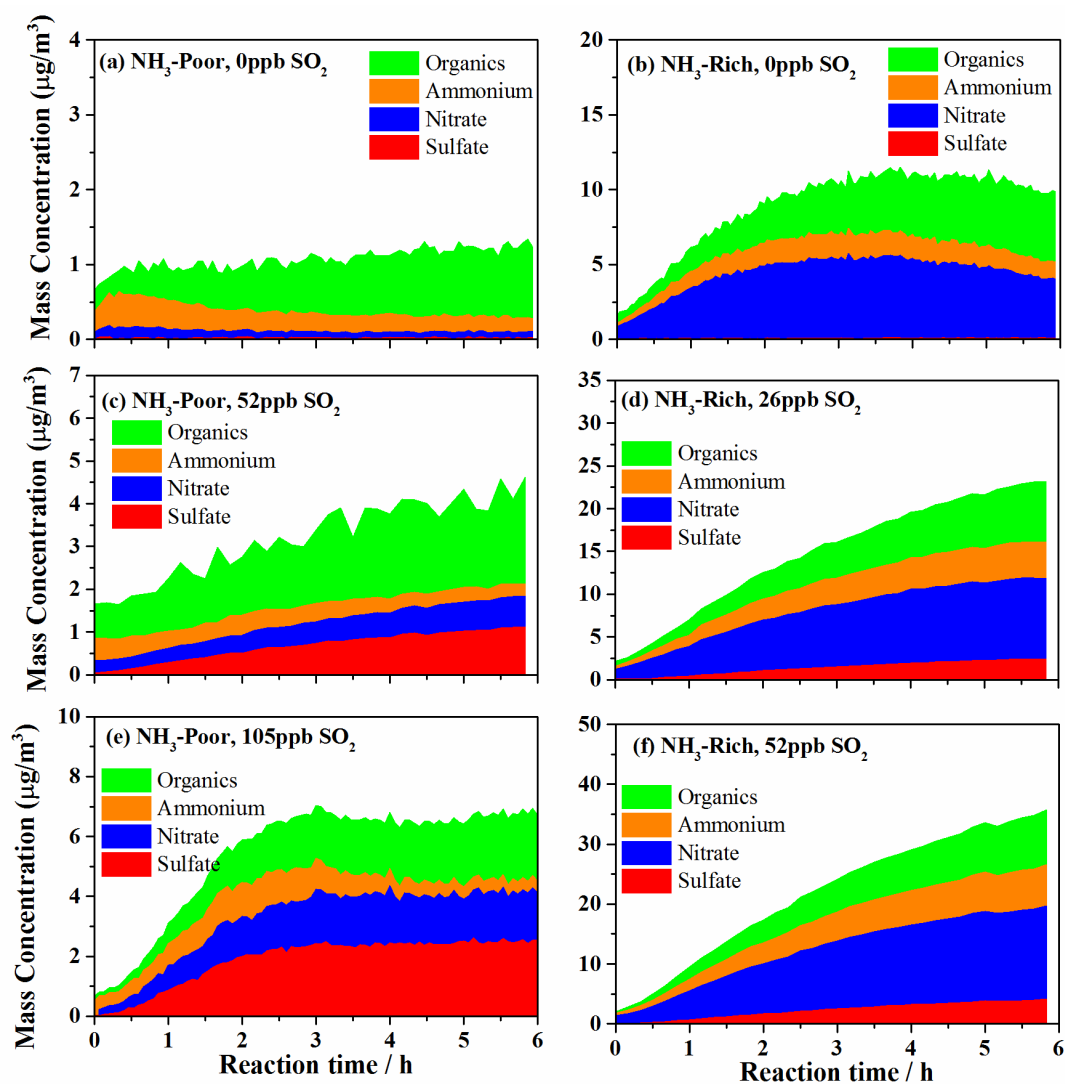 Mass Concentration (μg/m³)
4
3
2
1
0
(a) NH₃-Poor, 0ppb SO₂
Organics
Ammonium
Nitrate
Sulfate
20
15
10
5
0
(b) NH₃-Rich, 0ppb SO₂
Organics
Ammonium
Nitrate
Sulfate
Mass Concentration (μg/m³)
7
6
5
4
3
2
1
0
(c) NH₃-Poor, 52ppb SO₂
Organics
Ammonium
Nitrate
Sulfate
35
30
25
20
15
10
5
0
(d) NH₃-Rich, 26ppb SO₂
Organics
Ammonium
Nitrate
Sulfate
Mass Concentration (μg/m³)
10
8
6
4
2
0
(e) NH₃-Poor, 105ppb SO₂
Organics
Ammonium
Nitrate
Sulfate
0 1 2 3 4 5 6
Reaction time / h
50
40
30
20
10
0
(f) NH₃-Rich, 52ppb SO₂
Organics
Ammonium
Nitrate
Sulfate
0 1 2 3 4 5 6
Reaction time / h